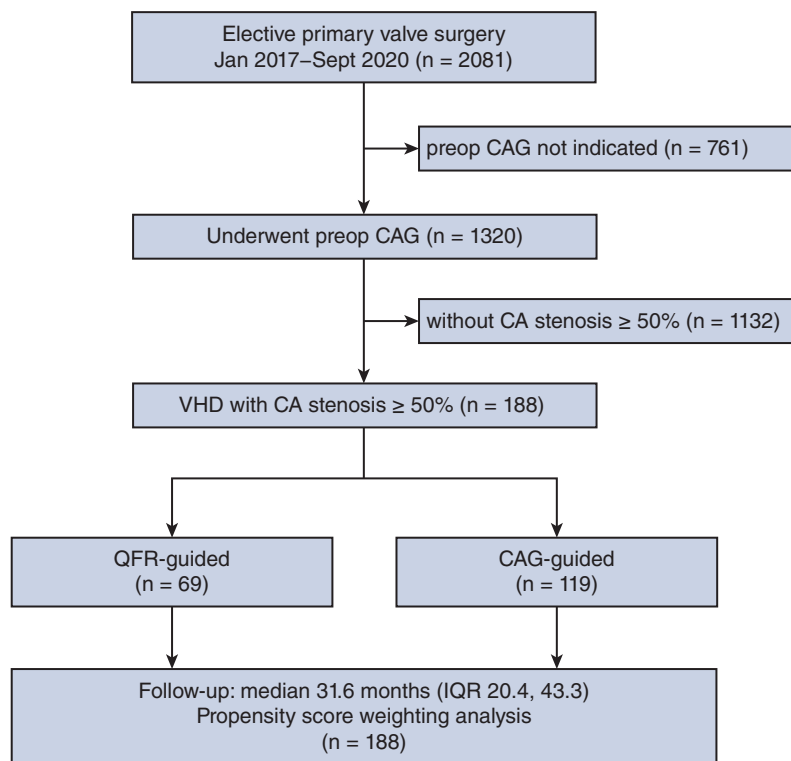 Elective primary valve surgery
Jan 2017–Sept 2020 (n = 2081)
preop CAG not indicated (n = 761)
Underwent preop CAG (n = 1320)
without CA stenosis ≥ 50% (n = 1132)
VHD with CA stenosis ≥ 50% (n = 188)
QFR-guided
(n = 69)
CAG-guided
(n = 119)
Follow-up: median 31.6 months (IQR 20.4, 43.3)
Propensity score weighting analysis
(n = 188)